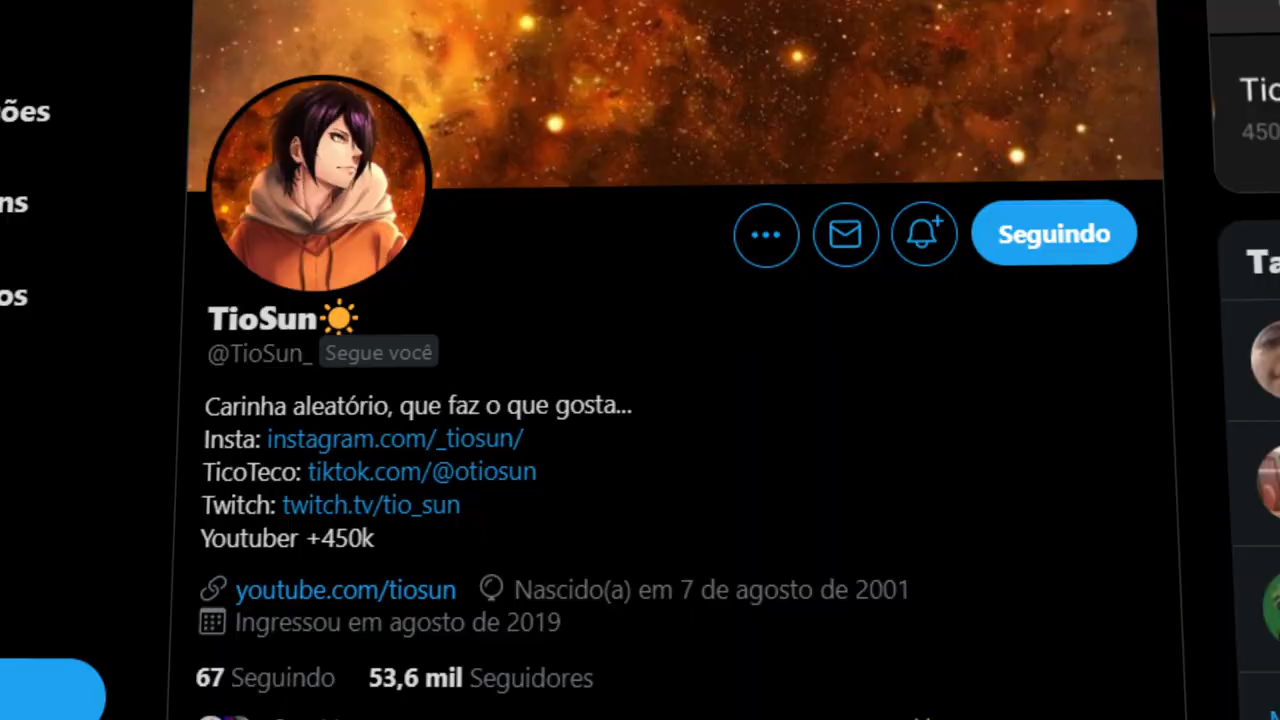 ões
ns
os
Tio
450
Ta
Seguindo
TioSun
@TioSun_ Segue você
Carinha aleatório, que faz o que gosta...
Insta: instagram.com/_tiosun/
TicoTeco: tiktok.com/@otiosun
Twitch: twitch.tv/tio_sun
Youtuber +450k
youtube.com/tiosun Nascido(a) em 7 de agosto de 2001
Ingressou em agosto de 2019
67 Seguindo 53,6 mil Seguidores